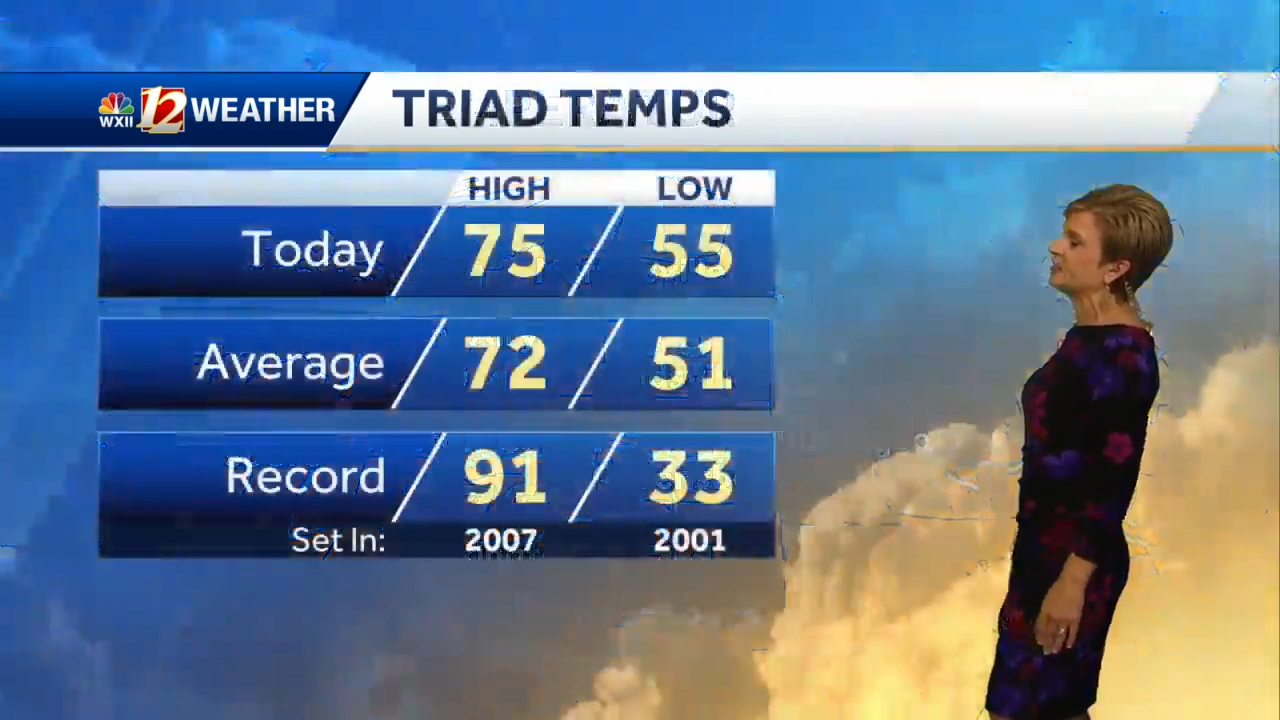 WXII 12 WEATHER TRIAD TEMPS
HIGH LOW
Today 75 55
Average 72 51
Record 91 33
Set In: 2007 2001